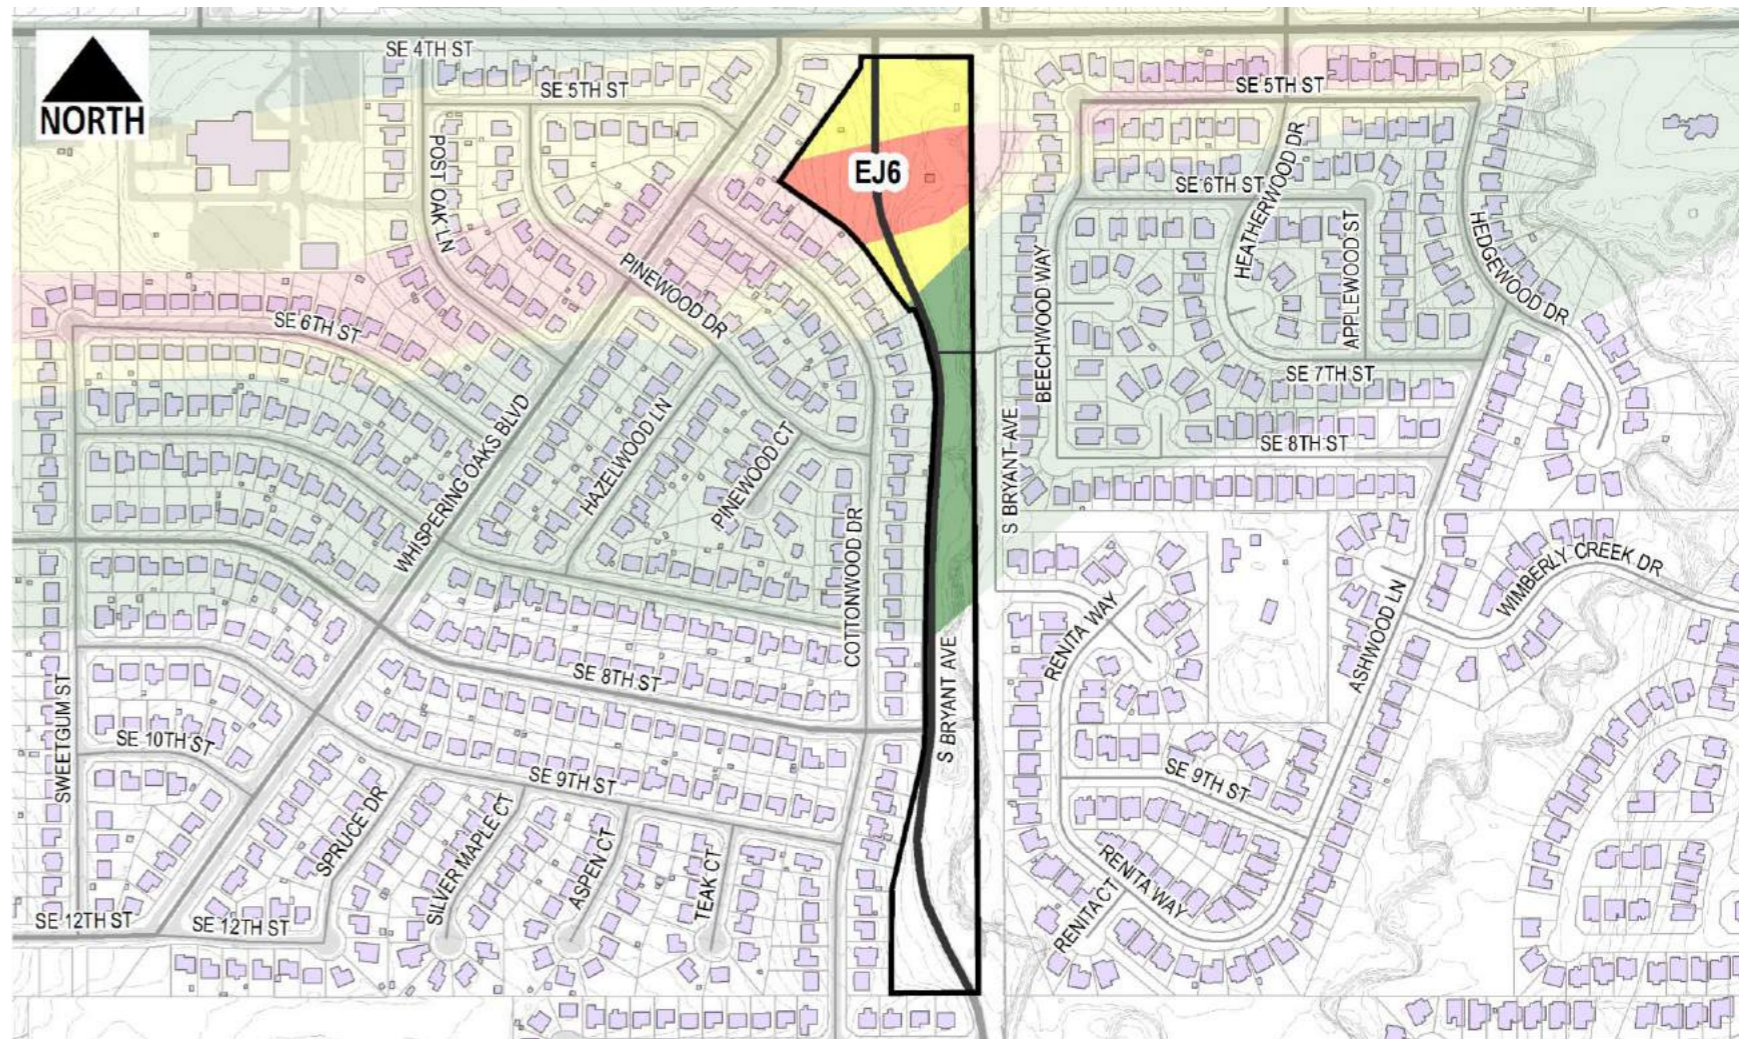 NORTH
SE 4TH ST
SE 5TH ST
POST OAK LN
PINEWOOD DR
SE 6TH ST
WHISPERING OAKS BLVD
HAZELWOOD LN
PINEWOOD CT
COTTONWOOD DR
EJ6
S BRYANT AVE
S BRYANT AVE
SE 5TH ST
SE 6TH ST
HEATHERWOOD DR
APPLEWOOD ST
HEDGEWOOD DR
BEECHWOOD WAY
SE 7TH ST
SE 8TH ST
WIMBERLY CREEK DR
RENITA WAY
ASHWOOD LN
SE 8TH ST
SWEETGUM ST
SE 10TH ST
SE 9TH ST
SPRUCE DR
SILVER MAPLE CT
ASPEN CT
TEAK CT
SE 9TH ST
RENITA WAY
RENITA CT
SE 12TH ST
SE 12TH ST